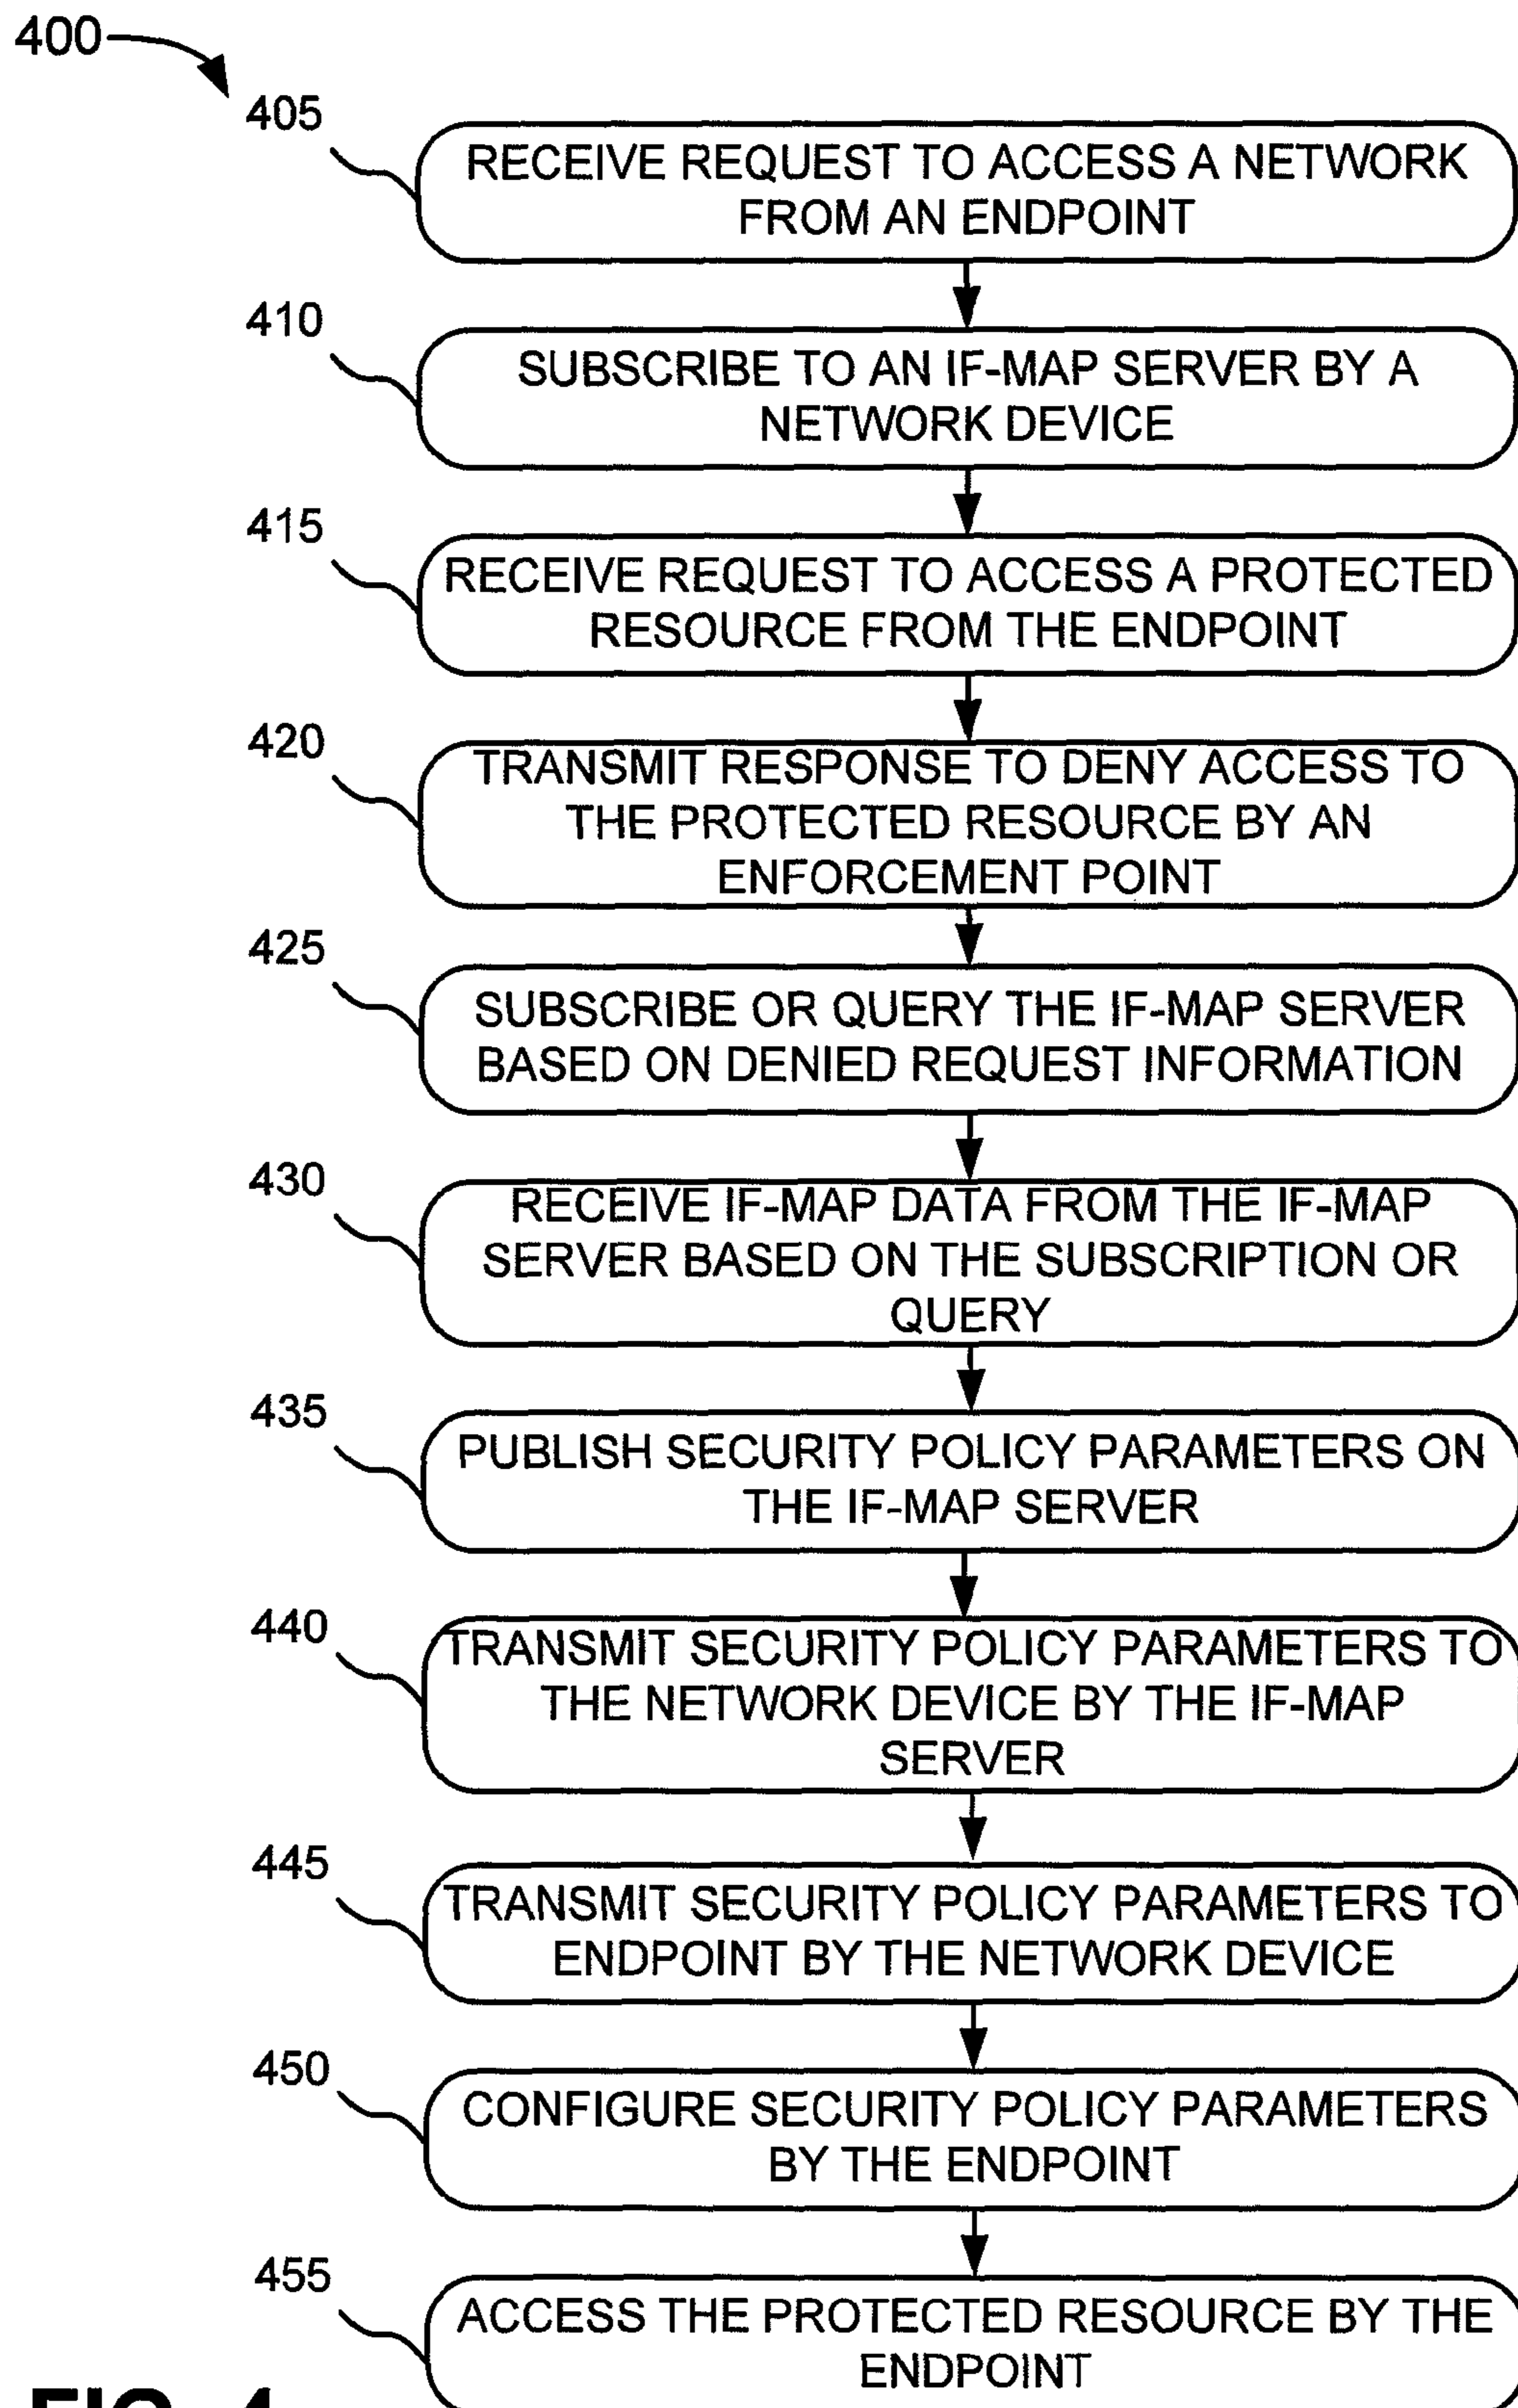 400
405
RECEIVE REQUEST TO ACCESS A NETWORK
FROM AN ENDPOINT
410
SUBSCRIBE TO AN IF-MAP SERVER BY A
NETWORK DEVICE
415
RECEIVE REQUEST TO ACCESS A PROTECTED
RESOURCE FROM THE ENDPOINT
420
TRANSMIT RESPONSE TO DENY ACCESS TO
THE PROTECTED RESOURCE BY AN
ENFORCEMENT POINT
425
SUBSCRIBE OR QUERY THE IF-MAP SERVER
BASED ON DENIED REQUEST INFORMATION
430
RECEIVE IF-MAP DATA FROM THE IF-MAP
SERVER BASED ON THE SUBSCRIPTION OR
QUERY
435
PUBLISH SECURITY POLICY PARAMETERS ON
THE IF-MAP SERVER
440
TRANSMIT SECURITY POLICY PARAMETERS TO
THE NETWORK DEVICE BY THE IF-MAP
SERVER
445
TRANSMIT SECURITY POLICY PARAMETERS TO
ENDPOINT BY THE NETWORK DEVICE
450
CONFIGURE SECURITY POLICY PARAMETERS
BY THE ENDPOINT
455
ACCESS THE PROTECTED RESOURCE BY THE
ENDPOINT
FIG. 4